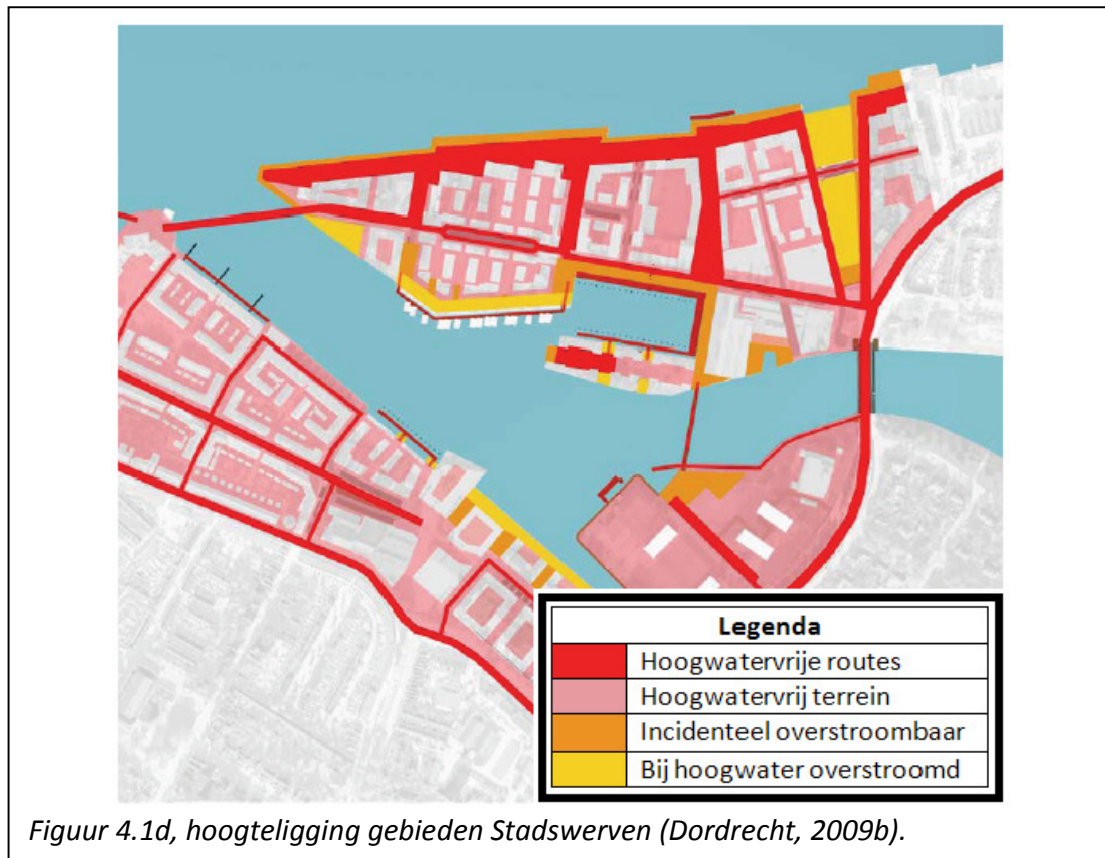 Legenda
Hoogwatervrije routes
Hoogwatervrij terrein
Incidenteel overstroombaar
Bij hoogwater overstroomd
Figuur 4.1d, hoogteligging gebieden Stadswerven (Dordrecht, 2009b).